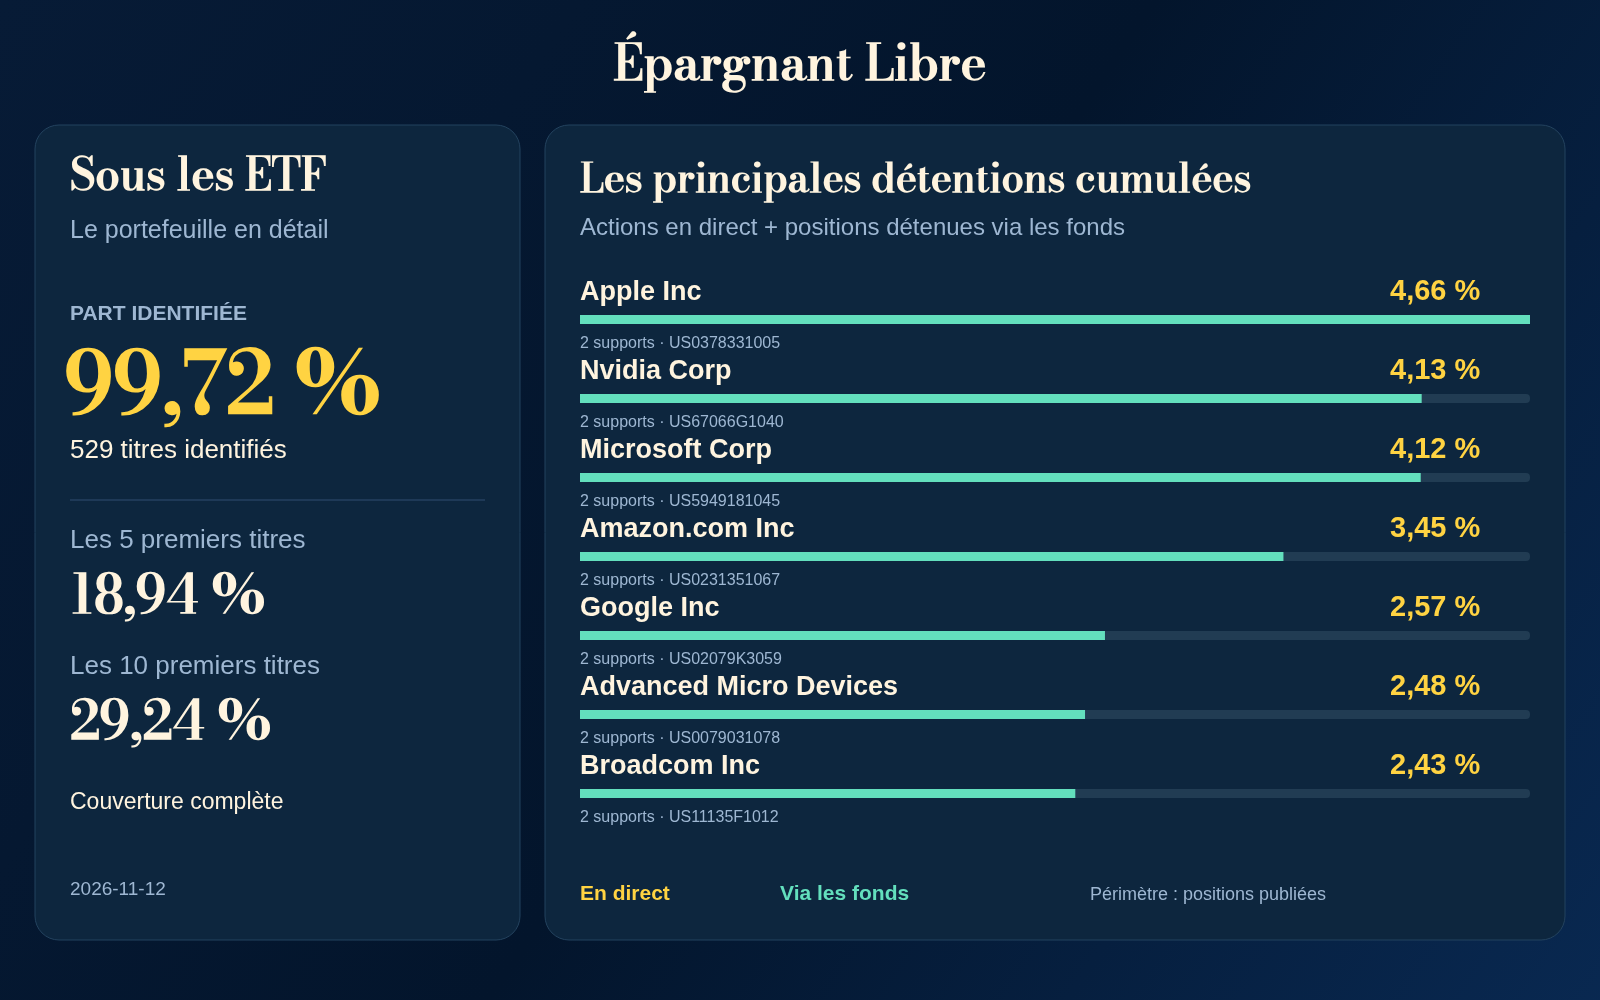 Épargnant Libre
Sous les ETF
Le portefeuille en détail
PART IDENTIFIÉE
99,72 %
529 titres identifiés
Les 5 premiers titres
18,94 %
Les 10 premiers titres
29,24 %
Couverture complète
2026-11-12
Les principales détentions cumulées
Actions en direct + positions détenues via les fonds
Apple Inc 4,66 %
2 supports · US0378331005
Nvidia Corp 4,13 %
2 supports · US67066G1040
Microsoft Corp 4,12 %
2 supports · US5949181045
Amazon.com Inc 3,45 %
2 supports · US0231351067
Google Inc 2,57 %
2 supports · US02079K3059
Advanced Micro Devices 2,48 %
2 supports · US0079031078
Broadcom Inc 2,43 %
2 supports · US11135F1012
En direct Via les fonds Périmètre : positions publiées